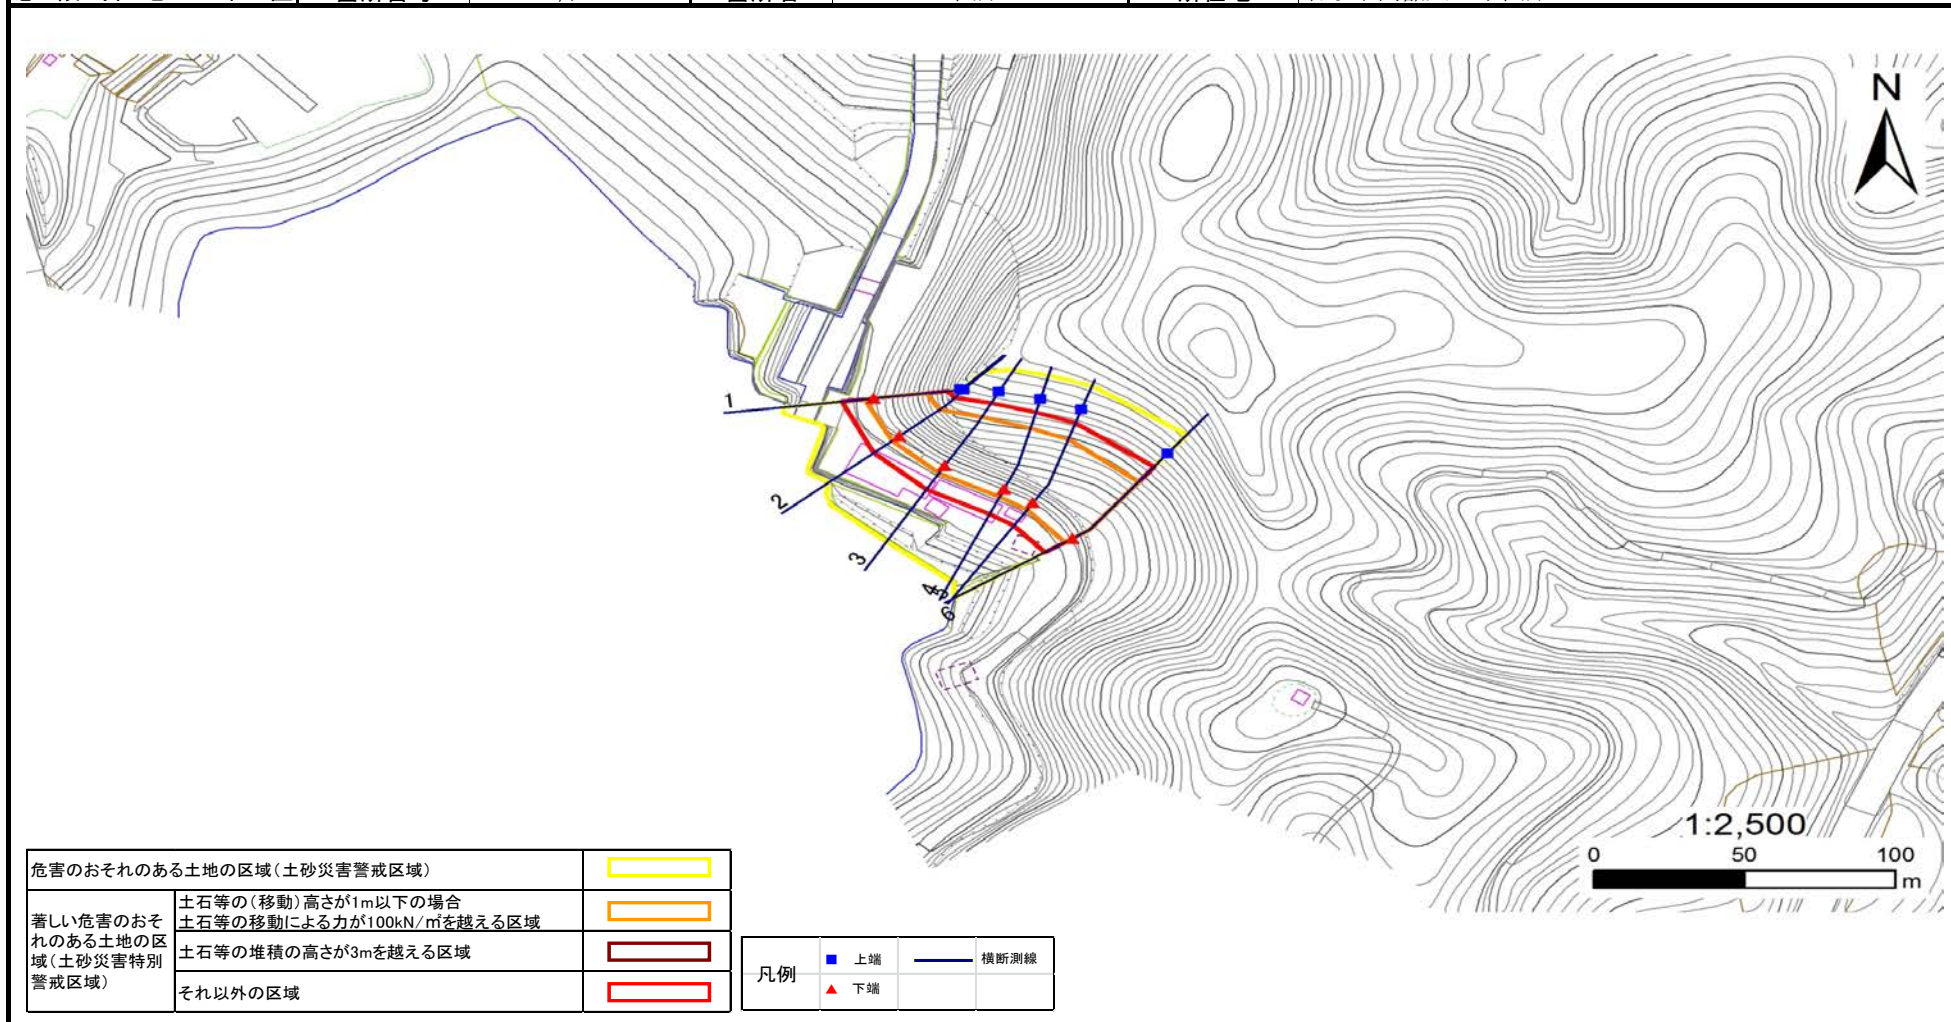 N
1
2
3
4
5
6
1:2,500
0 50 100
m
危害のおそれのある土地の区域(土砂災害警戒区域)
著しい危害のおそ
れのある土地の区
域(土砂災害特別
警戒区域)
土石等の(移動)高さが1m以下の場合
土石等の移動による力が100kN/㎡を越える区域
土石等の堆積の高さが3mを越える区域
それ以外の区域
凡例
上端
横断測線
下端